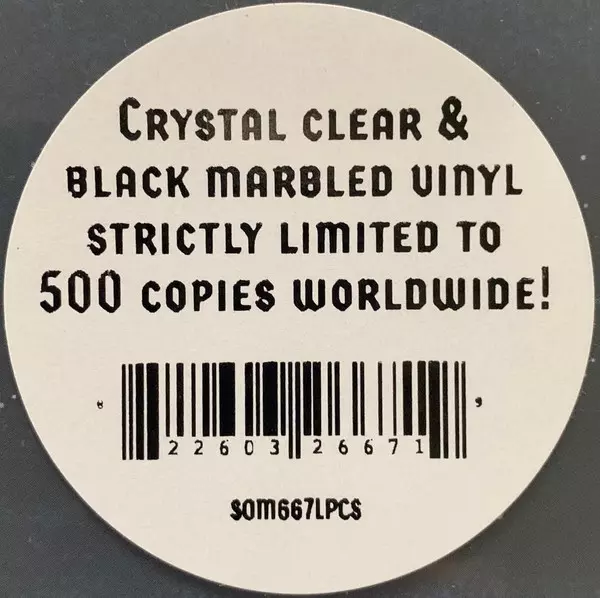 Crystal clear &
black marbled vinyl
strictly limited to
500 copies worldwide!
22603 26671
SOM667LPCS